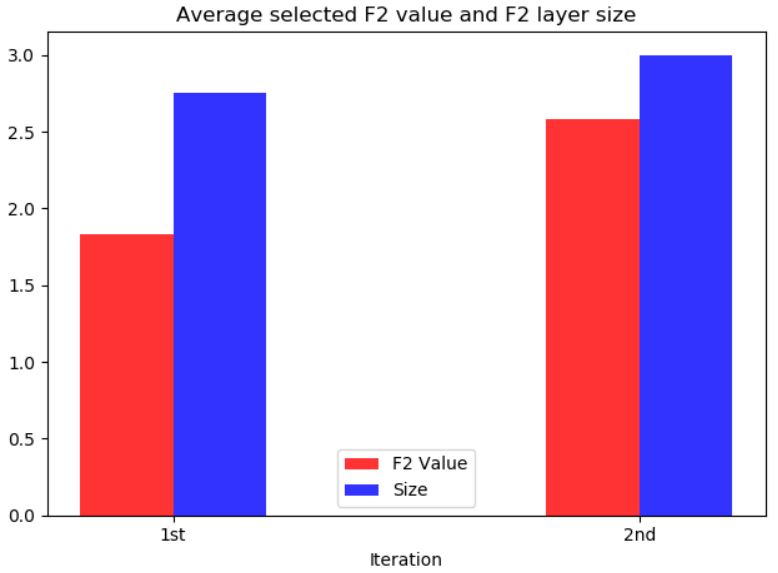 Average selected F2 value and F2 layer size
3.0
2.5
2.0
1.5
1.0
0.5
0.0
F2 Value
Size
1st
2nd
Iteration